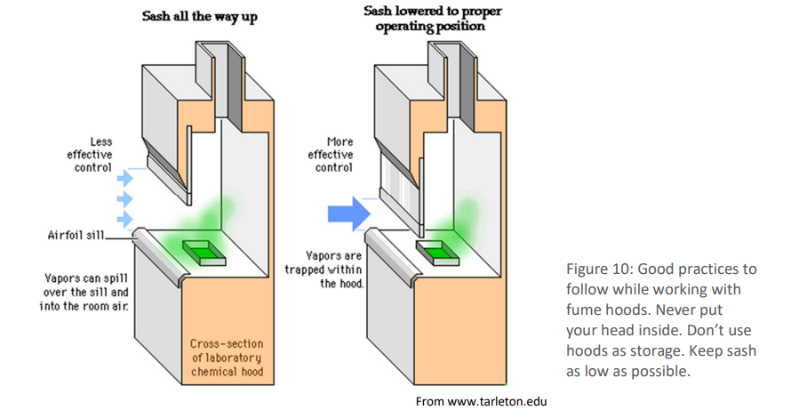 Sash all the way up
Sash lowered to proper
operating position
Less
effective
control
Airfoil sill
Vapors can spill
over the sill and
into the room air.
Cross-section
of laboratory
chemical hood
More
effective
control
Vapors are
trapped within
the hood.
Figure 10: Good practices to
follow while working with
fume hoods. Never put
your head inside. Don’t use
hoods as storage. Keep sash
as low as possible.
From www.tarleton.edu